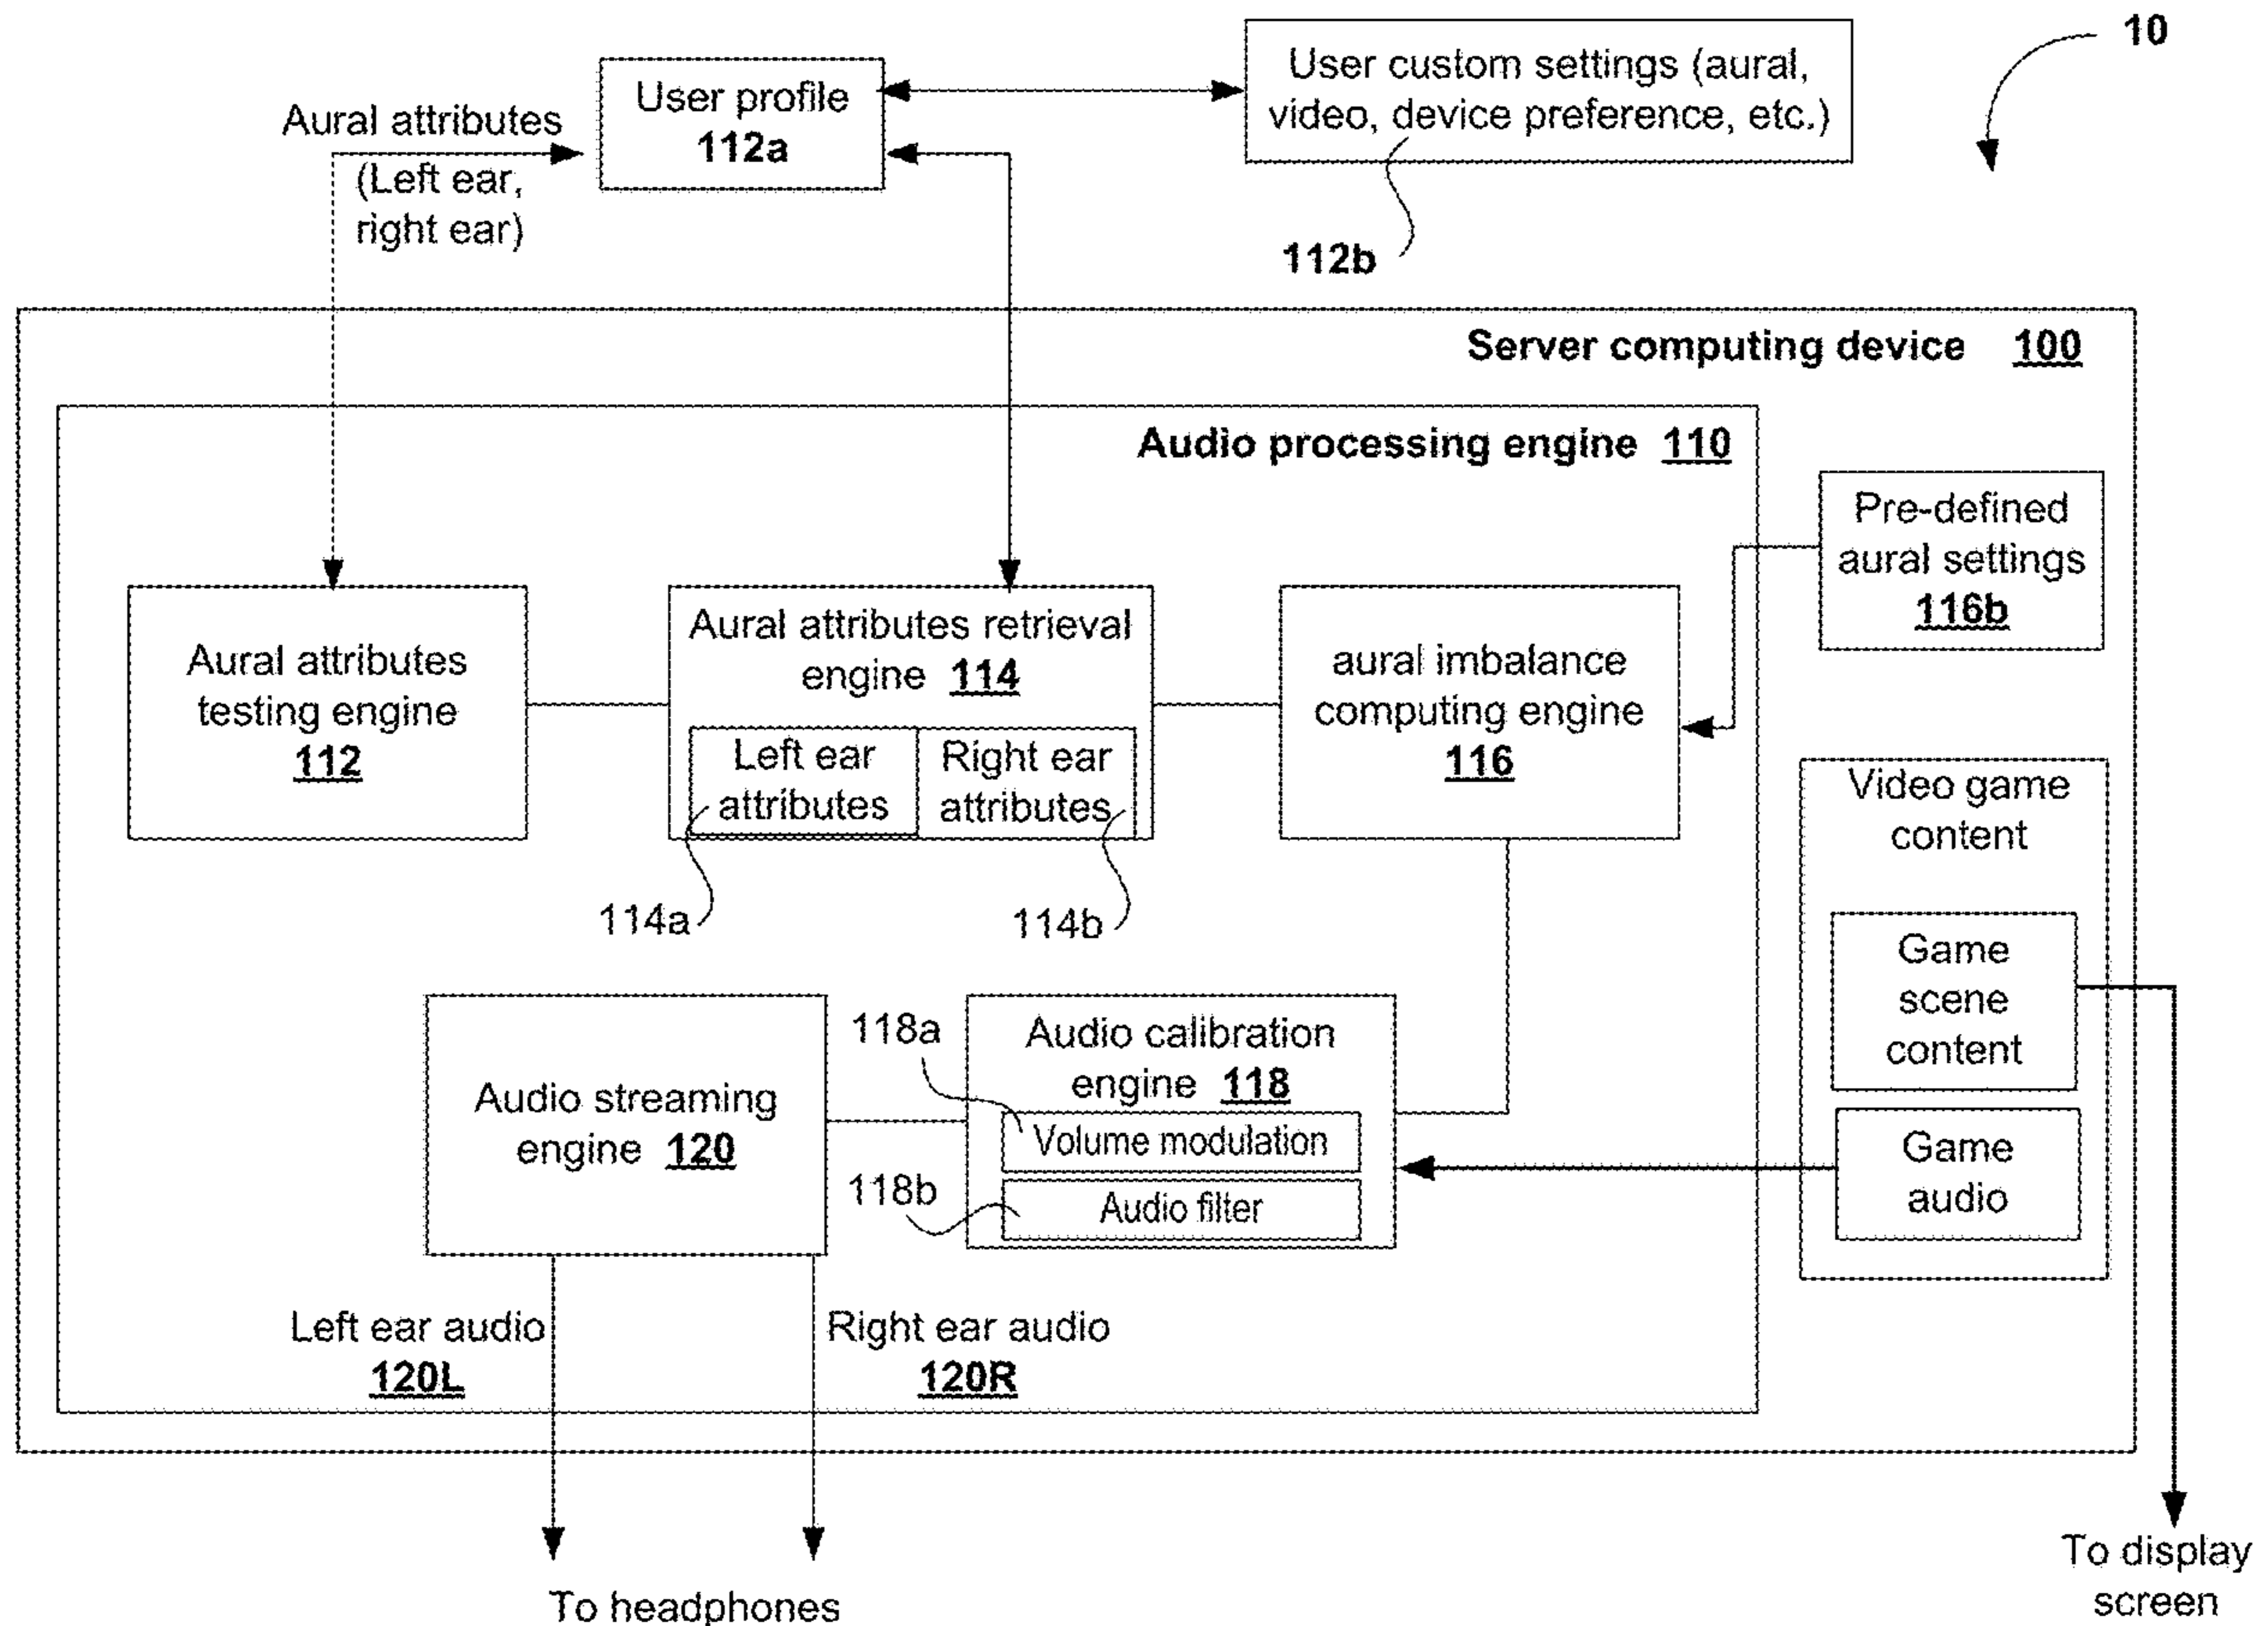 10
User custom settings (aural,
video, device preference, etc.)
112b
User profile
112a
Aural attributes
(Left ear,
right ear)
Server computing device 100
Audio processing engine 110
Pre-defined
aural settings
116b
Aural attributes
testing engine
112
Aural attributes retrieval
engine 114
Left ear
attributes
Right ear
attributes
114a
114b
aural imbalance
computing engine
116
Video game
content
Game
scene
content
Game
audio
Audio streaming
engine 120
118a
118b
Audio calibration
engine 118
Volume modulation
Audio filter
Left ear audio
120L
Right ear audio
120R
To headphones
To display
screen